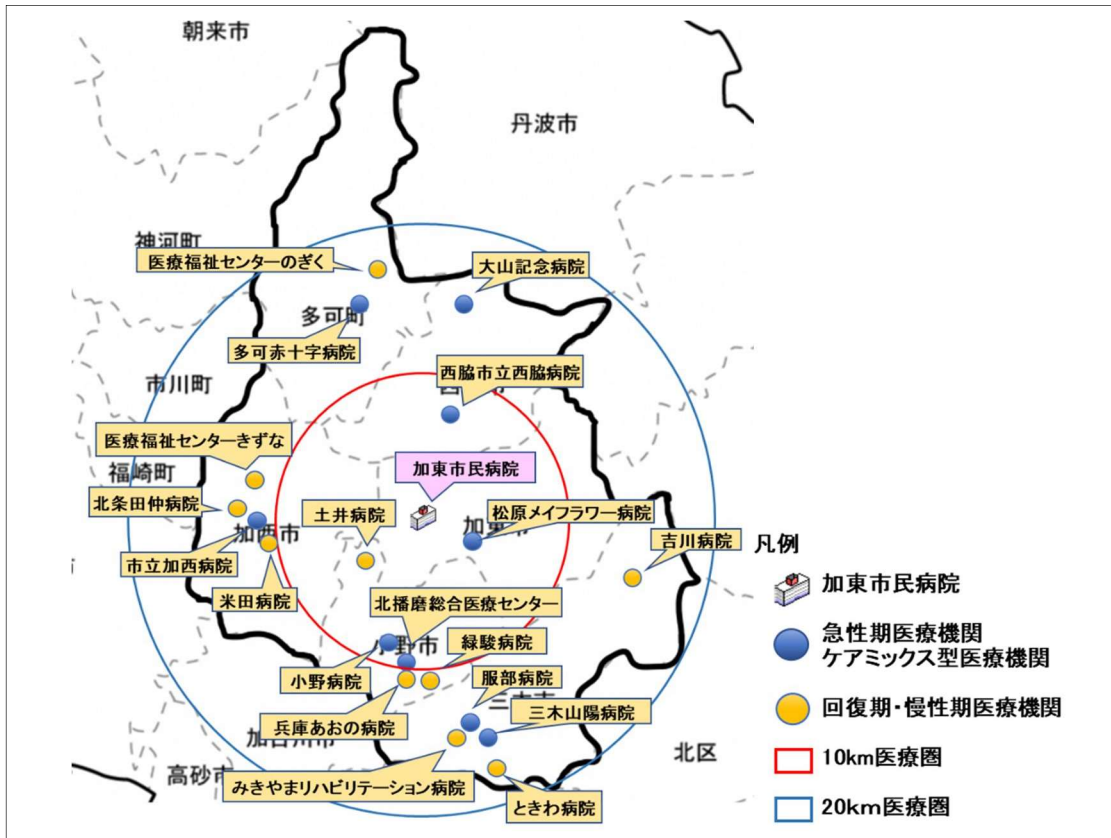 朝来市
丹波市
神河町
医療福祉センターのぎく
大山記念病院
多可町
多可赤十字病院
西脇市立西脇病院
市川町
医療福祉センターきずな
福崎町
加東市民病院
北条田仲病院
土井病院
松原メイフラワー病院
加東市
吉川病院
凡例
加西市
市立加西病院
米田病院
加東市民病院
北播磨総合医療センター
急性期医療機関
ケアミックス型医療機関
小野市
緑駿病院
小野病院
服部病院
兵庫あおの病院
三木山陽病院
回復期・慢性期医療機関
北区
10km医療圏
高砂市
みきやまリハビリテーション病院
ときわ病院
20km医療圏